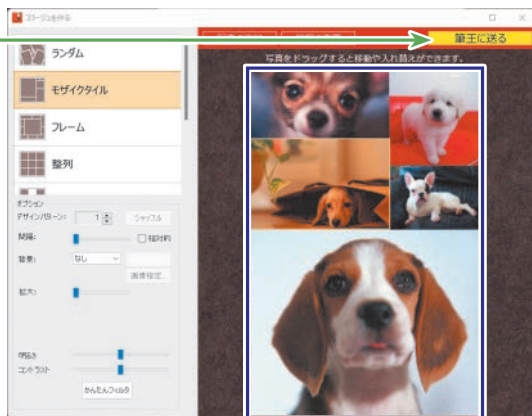 コラージュを作る
筆王に送る
写真をドラッグすると移動や入れ替えができます。
ランダム
モザイクタイル
フレーム
整列
オプション
デザインパターン: 1 シャッフル
間隔: 相対的
背景: なし
画像指定...
拡大:
明るさ
コントラスト
かんたんフィルタ